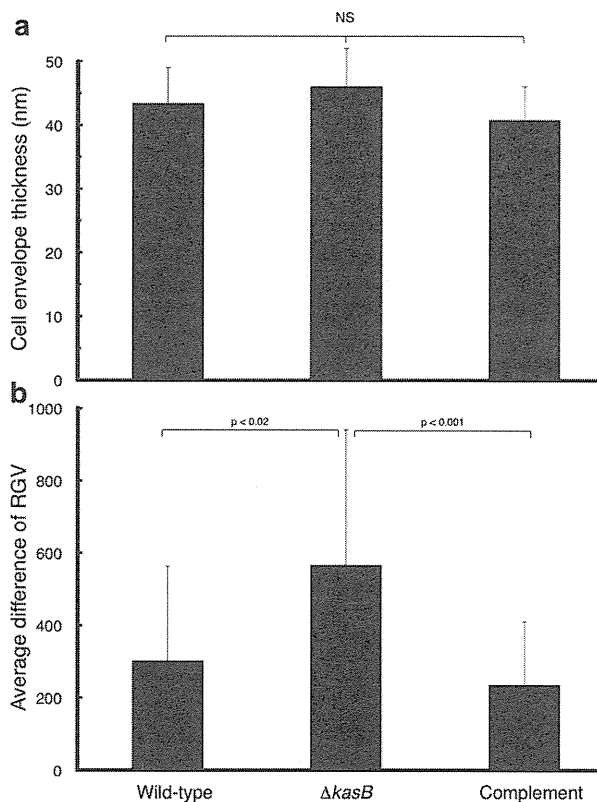 a
NS
Cell envelope thickness (nm)
50
40
30
20
10
0
b
Average difference of RGV
1000
800
600
400
200
0
p < 0.02
p < 0.001
Wild-type
ΔkasB
Complement